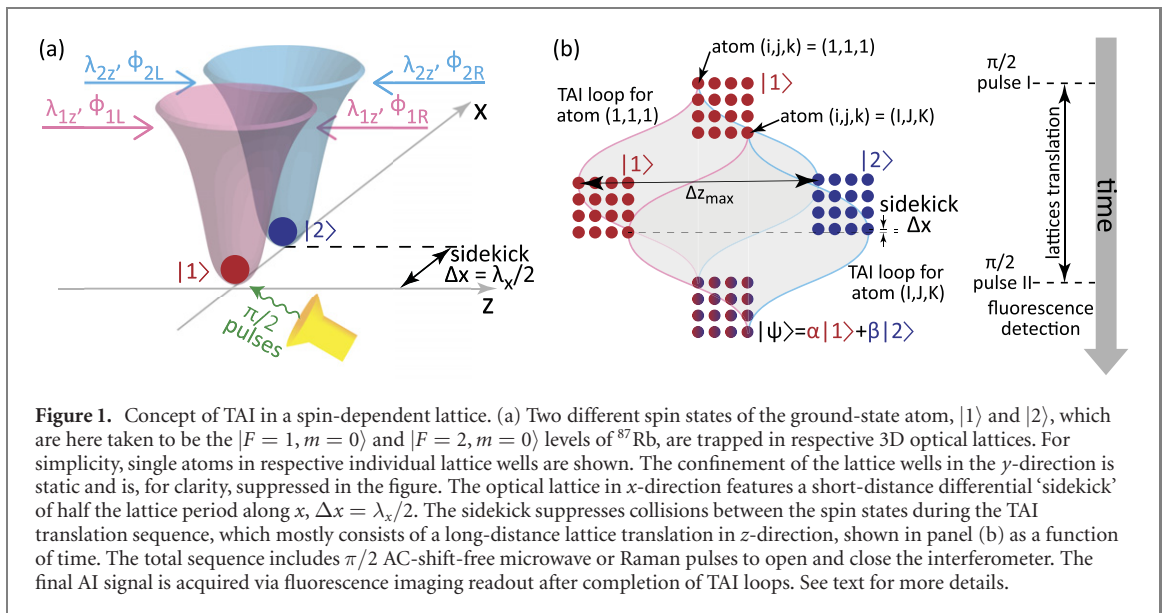 (a)
λ2z, ϕ2L
λ2z, ϕ2R
λ1z, ϕ1L
λ1z, ϕ1R
x
|2⟩
|1⟩
sidekick
Δx = λx/2
z
π/2
pulses
(b)
atom (i,j,k) = (1,1,1)
|1⟩
TAI loop for
atom (1,1,1)
atom (i,j,k) = (I,J,K)
|1⟩
|2⟩
Δzmax
sidekick
Δx
TAI loop for
atom (I,J,K)
|ψ⟩=α|1⟩+β|2⟩
π/2
pulse I
lattices translation
time
π/2
pulse II
fluorescence
detection
Figure 1. Concept of TAI in a spin-dependent lattice. (a) Two different spin states of the ground-state atom, |1⟩ and |2⟩, which
are here taken to be the |F = 1, m = 0⟩ and |F = 2, m = 0⟩ levels of ⁸⁷Rb, are trapped in respective 3D optical lattices. For
simplicity, single atoms in respective individual lattice wells are shown. The confinement of the lattice wells in the y-direction is
static and is, for clarity, suppressed in the figure. The optical lattice in x-direction features a short-distance differential ‘sidekick’
of half the lattice period along x, Δx = λx/2. The sidekick suppresses collisions between the spin states during the TAI
translation sequence, which mostly consists of a long-distance lattice translation in z-direction, shown in panel (b) as a function
of time. The total sequence includes π/2 AC-shift-free microwave or Raman pulses to open and close the interferometer. The
final AI signal is acquired via fluorescence imaging readout after completion of TAI loops. See text for more details.